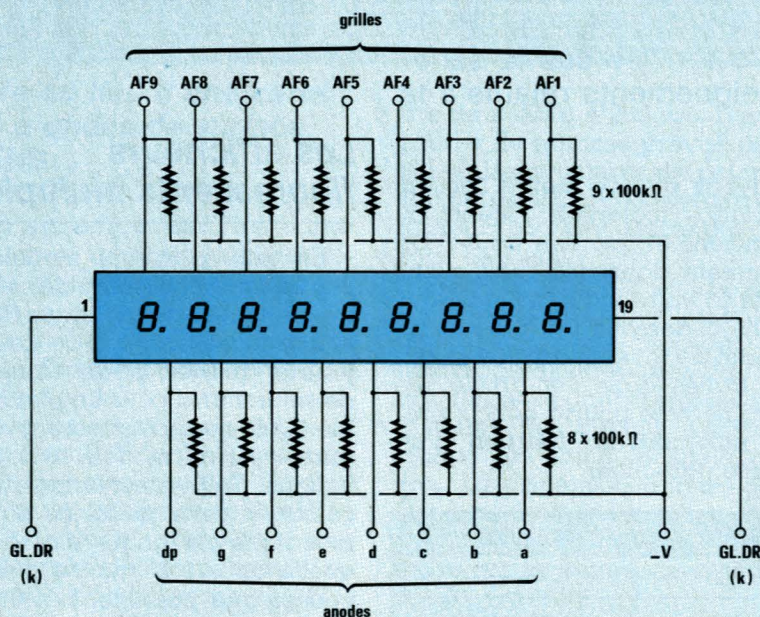 grilles
AF9 AF8 AF7 AF6 AF5 AF4 AF3 AF2 AF1
9 x 100kΩ
1 19
8. 8. 8. 8. 8. 8. 8. 8. 8.
8 x 100kΩ
GL.DR dp g f e d c b a –V GL.DR
(k) (k)
anodes